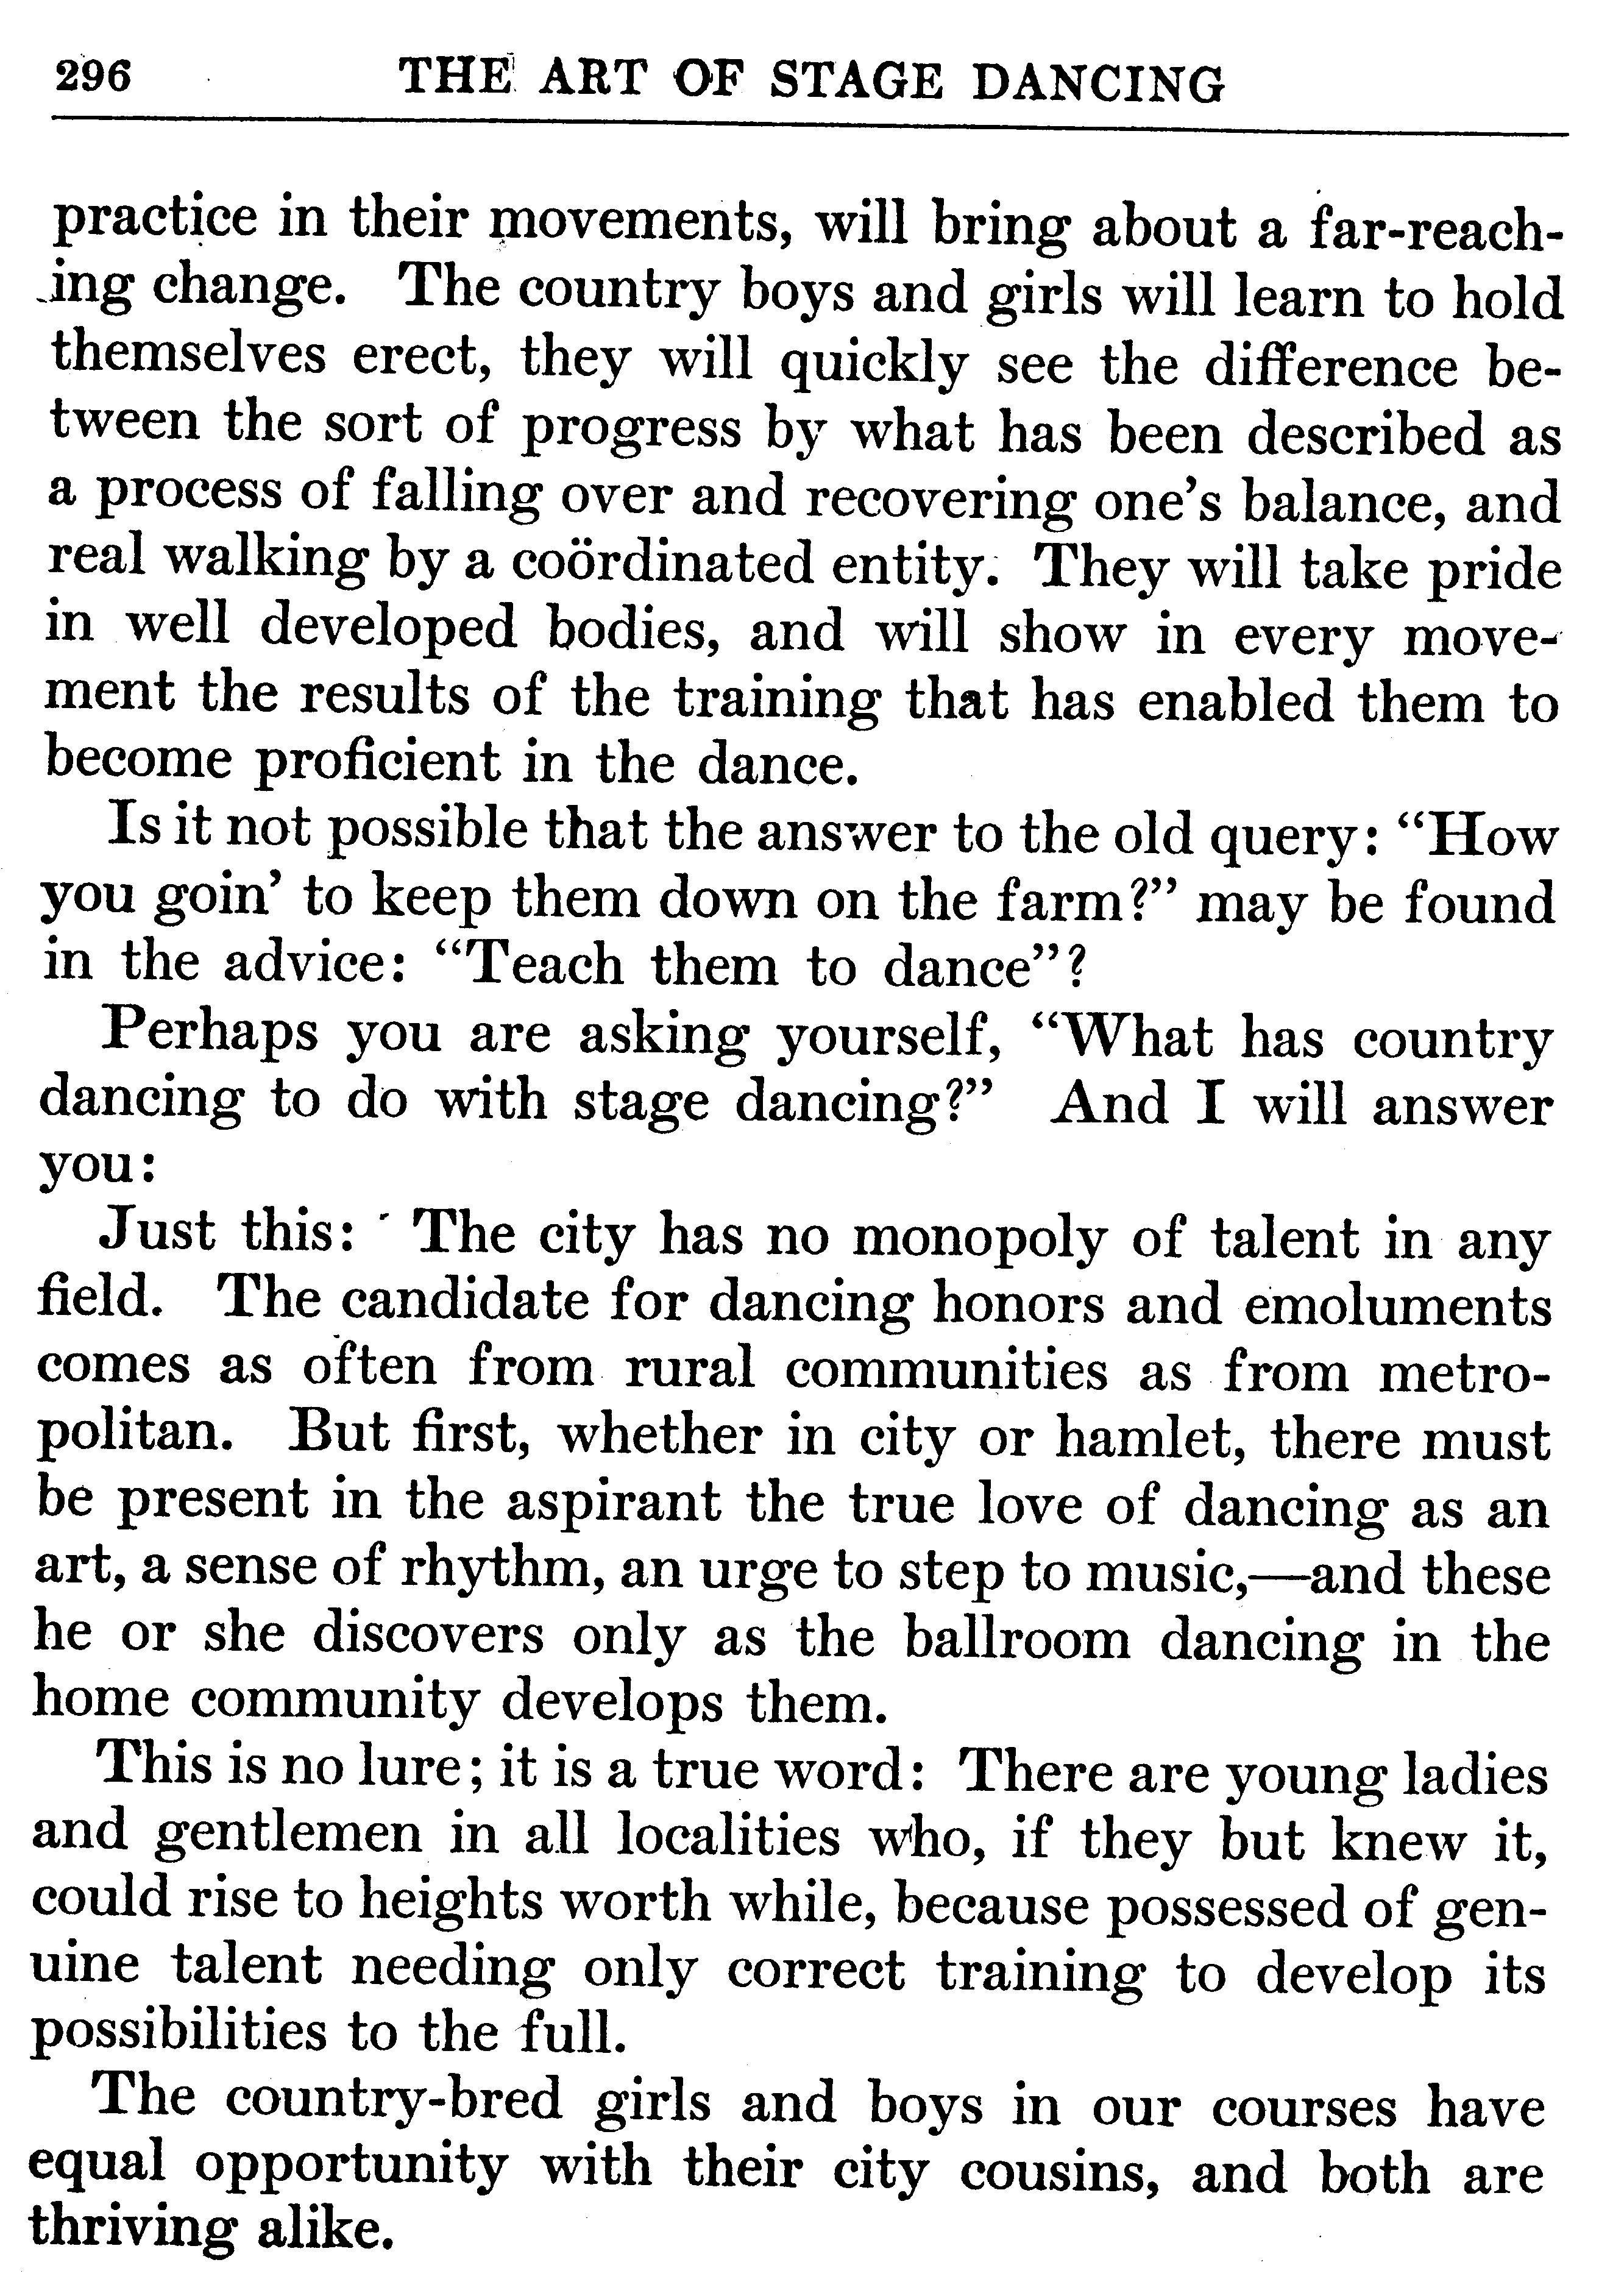 296 THE ART OF STAGE DANCING
practice in their movements, will bring about a far-reach-
ing change. The country boys and girls will learn to hold
themselves erect, they will quickly see the difference be-
tween the sort of progress by what has been described as
a process of falling over and recovering one's balance, and
real walking by a coördinated entity. They will take pride
in well developed bodies, and will show in every move-
ment the results of the training that has enabled them to
become proficient in the dance.
Is it not possible that the answer to the old query: "How
you goin' to keep them down on the farm?" may be found
in the advice: "Teach them to dance"?
Perhaps you are asking yourself, "What has country
dancing to do with stage dancing?" And I will answer
you:
Just this: The city has no monopoly of talent in any
field. The candidate for dancing honors and emoluments
comes as often from rural communities as from metro-
politan. But first, whether in city or hamlet, there must
be present in the aspirant the true love of dancing as an
art, a sense of rhythm, an urge to step to music,—and these
he or she discovers only as the ballroom dancing in the
home community develops them.
This is no lure; it is a true word: There are young ladies
and gentlemen in all localities who, if they but knew it,
could rise to heights worth while, because possessed of gen-
uine talent needing only correct training to develop its
possibilities to the full.
The country-bred girls and boys in our courses have
equal opportunity with their city cousins, and both are
thriving alike.